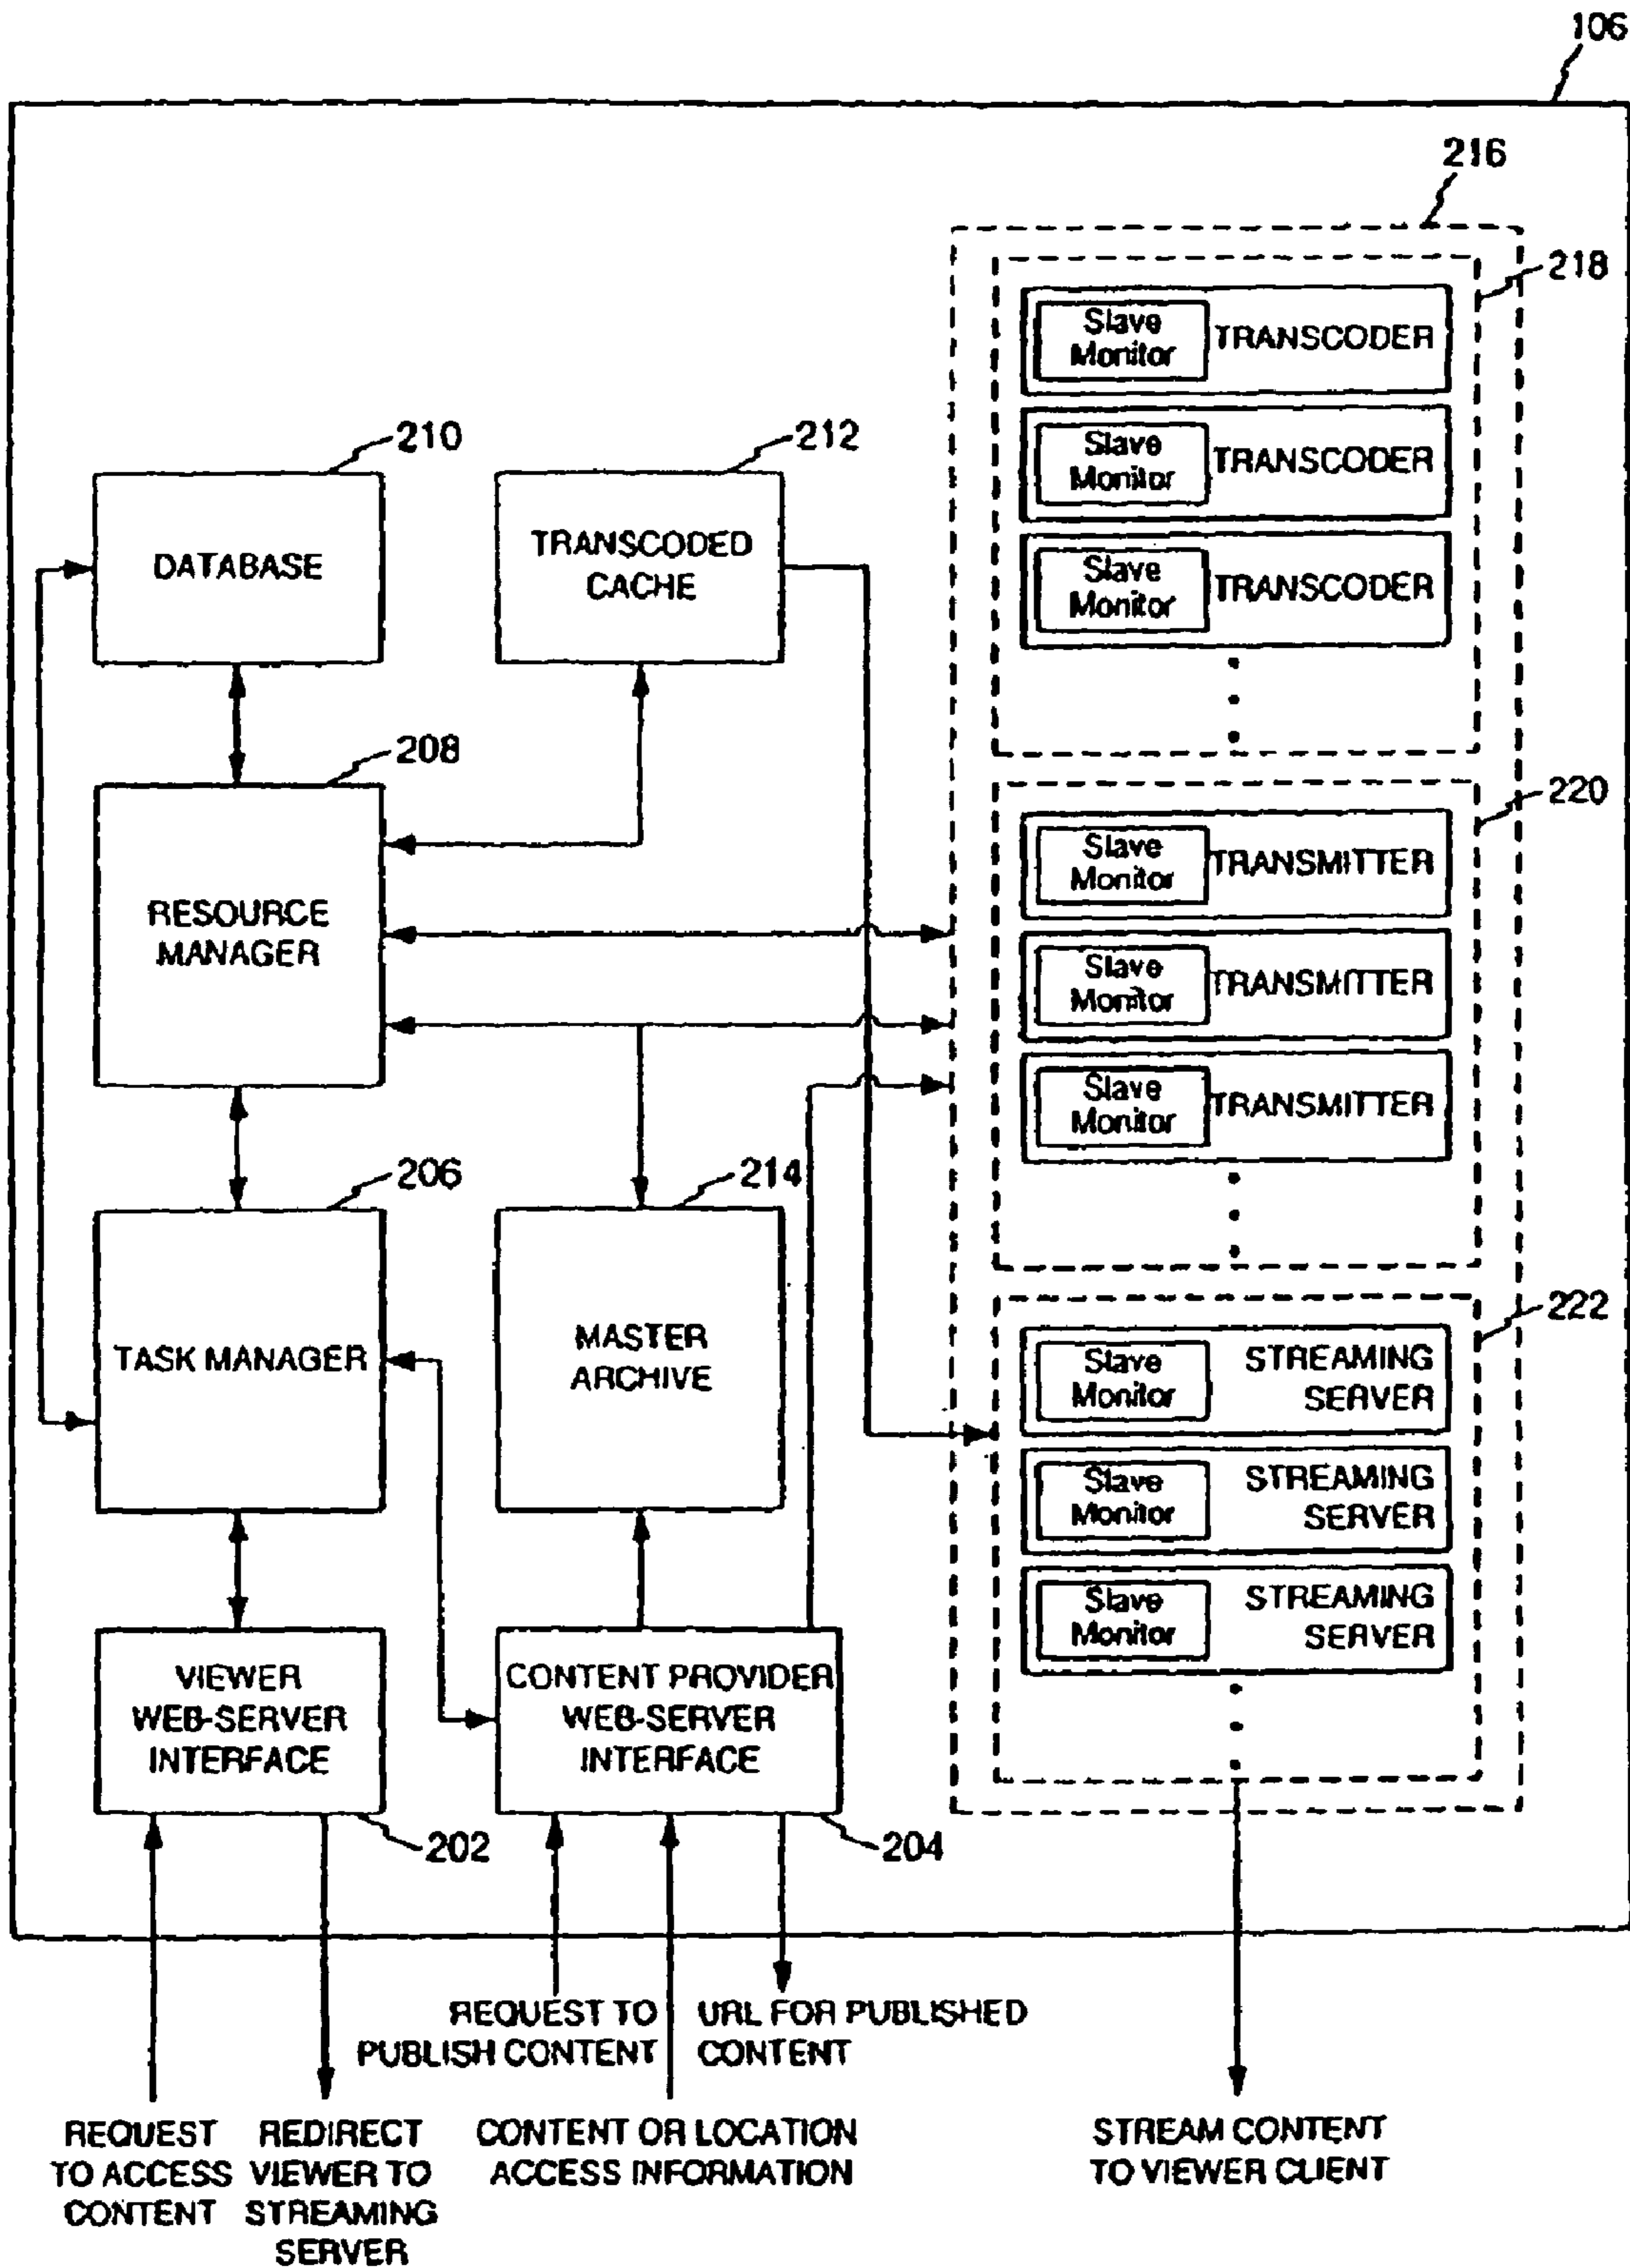 106
216
218
Slave
Monitor
TRANSCODER
Slave
Monitor
TRANSCODER
Slave
Monitor
TRANSCODER
210
DATABASE
212
TRANSCODED
CACHE
208
RESOURCE
MANAGER
220
Slave
Monitor
TRANSMITTER
Slave
Monitor
TRANSMITTER
Slave
Monitor
TRANSMITTER
206
TASK MANAGER
214
MASTER
ARCHIVE
222
Slave
Monitor
STREAMING
SERVER
Slave
Monitor
STREAMING
SERVER
Slave
Monitor
STREAMING
SERVER
VIEWER
WEB-SERVER
INTERFACE
202
CONTENT PROVIDER
WEB-SERVER
INTERFACE
204
REQUEST TO
PUBLISH CONTENT
URL FOR PUBLISHED
CONTENT
REQUEST
TO ACCESS
CONTENT
REDIRECT
VIEWER TO
STREAMING
SERVER
CONTENT OR LOCATION
ACCESS INFORMATION
STREAM CONTENT
TO VIEWER CLIENT